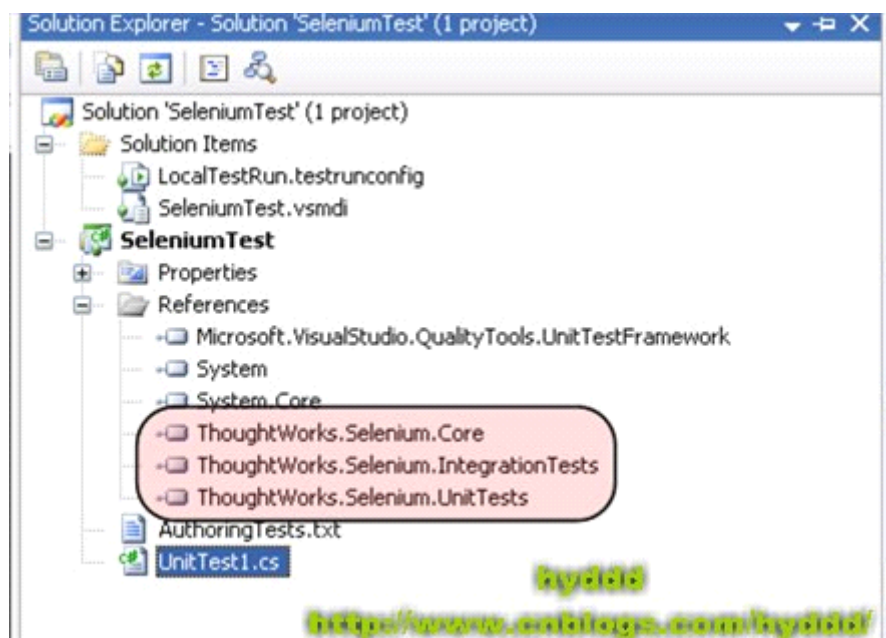 Solution Explorer - Solution 'SeleniumTest' (1 project)
Solution 'SeleniumTest' (1 project)
Solution Items
LocalTestRun.testrunconfig
SeleniumTest.vsmdi
SeleniumTest
Properties
References
Microsoft.VisualStudio.QualityTools.UnitTestFramework
System
System.Core
ThoughtWorks.Selenium.Core
ThoughtWorks.Selenium.IntegrationTests
ThoughtWorks.Selenium.UnitTests
AuthoringTests.txt
UnitTest1.cs
hyddd
http://www.cnblogs.com/hyddd/